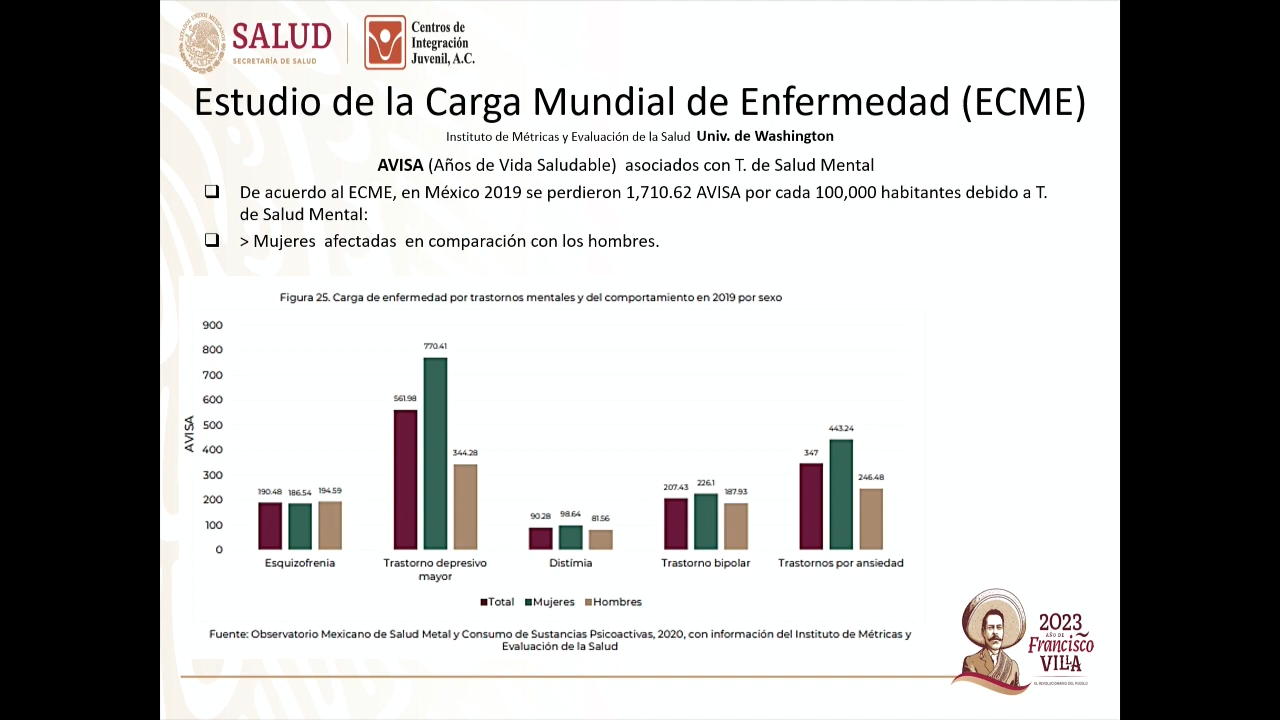 SALUD
SECRETARÍA DE SALUD
Centros de
Integración
Juvenil, A.C.
Estudio de la Carga Mundial de Enfermedad (ECME)
Instituto de Métricas y Evaluación de la Salud Univ. de Washington
AVISA (Años de Vida Saludable) asociados con T. de Salud Mental
De acuerdo al ECME, en México 2019 se perdieron 1,710.62 AVISA por cada 100,000 habitantes debido a T.
de Salud Mental:
> Mujeres afectadas en comparación con los hombres.
Figura 25. Carga de enfermedad por trastornos mentales y del comportamiento en 2019 por sexo
AVISA
900
800
700
600
500
400
300
200
100
0
190.48 186.54 194.59
561.98 770.41 344.28
90.28 98.64 81.56
207.43 226.1 187.93
347 443.24 246.48
Esquizofrenia
Trastorno depresivo
mayor
Distímia
Trastorno bipolar
Trastornos por ansiedad
Total Mujeres Hombres
Fuente: Observatorio Mexicano de Salud Metal y Consumo de Sustancias Psicoactivas, 2020, con información del Instituto de Métricas y
Evaluación de la Salud
2023
AÑO DE
Francisco
VILLA
EL REVOLUCIONARIO DEL PUEBLO